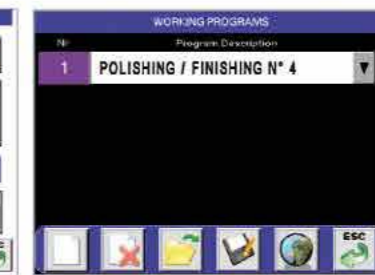 WORKING PROGRAMS
Nr Program Description
1 POLISHING / FINISHING N° 4
ESC